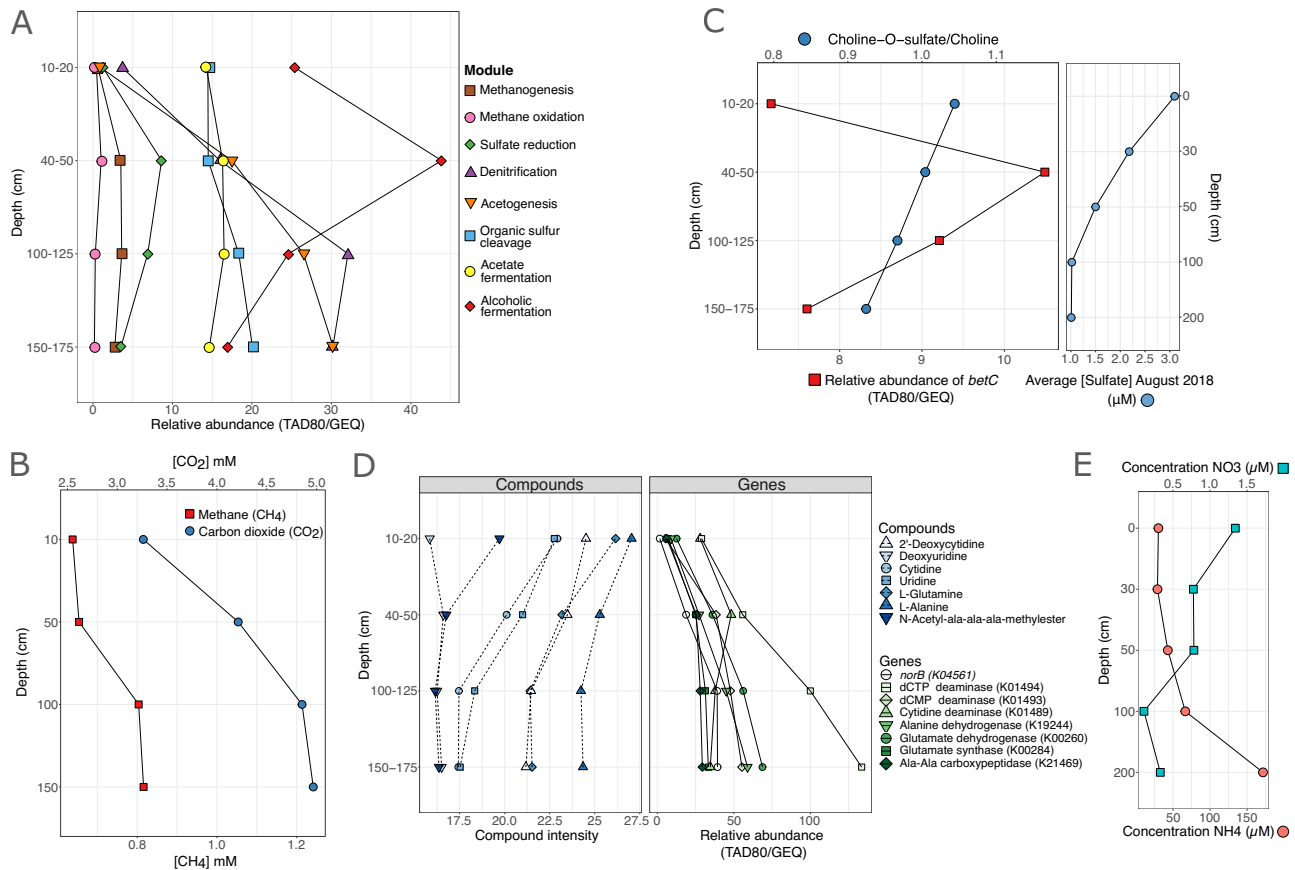 A
10-20
40-50
100-125
150-175
Depth (cm)
0
10
20
30
40
Relative abundance (TAD80/GEQ)
Module
Methanogenesis
Methane oxidation
Sulfate reduction
Denitrification
Acetogenesis
Organic sulfur
cleavage
Acetate
fermentation
Alcoholic
fermentation
C
Choline-O-sulfate/Choline
0.8
0.9
1.0
1.1
10-20
40-50
100-125
150-175
Depth (cm)
8
9
10
Relative abundance of betC
(TAD80/GEQ)
0
30
50
100
200
Depth (cm)
1.0 1.5 2.0 2.5 3.0
Average [Sulfate] August 2018
(µM)
B
[CO2] mM
2.5 3.0 3.5 4.0 4.5 5.0
Methane (CH4)
Carbon dioxide (CO2)
10
50
100
150
Depth (cm)
0.8
1.0
1.2
[CH4] mM
D
Compounds
Genes
10-20
40-50
100-125
150-175
Depth (cm)
17.5
20.0
22.5
25
27.5
Compound intensity
0
50
100
Relative abundance
(TAD80/GEQ)
Compounds
2'-Deoxycytidine
Deoxyuridine
Cytidine
Uridine
L-Glutamine
L-Alanine
N-Acetyl-ala-ala-ala-methylester
Genes
norB (K04561)
dCTP deaminase (K01494)
dCMP deaminase (K01493)
Cytidine deaminase (K01489)
Alanine dehydrogenase (K19244)
Glutamate dehydrogenase (K00260)
Glutamate synthase (K00284)
Ala-Ala carboxypeptidase (K21469)
E
Concentration NO3 (µM)
0.5
1.0
1.5
0
30
50
100
200
Depth (cm)
50
100
150
Concentration NH4 (µM)